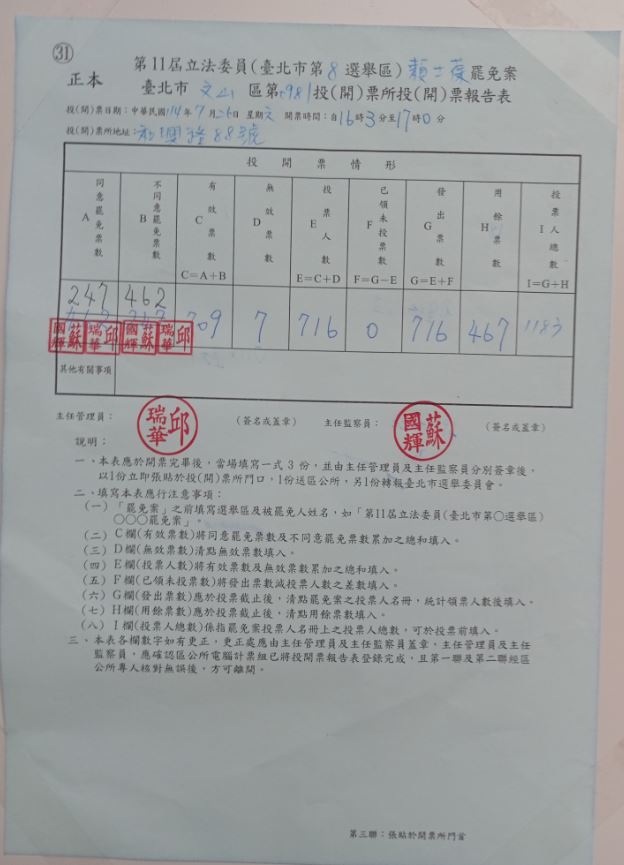 ㉛
正本
第11屆立法委員(臺北市第8選舉區)賴士葆罷免案
臺北市 文山 區第 981投(開)票所投(開)票報告表
投(開)票日期：中華民國114年7月26日 星期六 開票時間：自16時3分至17時0分
投(開)票所地址：興隆路88號
投開票情形
同意罷免票數 A
不同意罷免票數 B
有效票數 C C=A+B
無效票數 D
投票人數 E E=C+D
已領未投票數 F F=G−E
發出票數 G G=E+F
用餘票數 H
投票人總數 I I=G+H
247 462
709 7 716 0 716 467 1183
國輝 蘇 瑞華 邱 國輝 蘇 瑞華 邱
其他有關事項
主任管理員： 瑞華 邱 (簽名或蓋章) 主任監察員： 國輝 蘇 (簽名或蓋章)
說明：
一、本表應於開票完畢後，當場填寫一式 3 份，並由主任管理員及主任監察員分別簽章後，
以1份立即張貼於投(開)票所門口，1份送區公所，另1份轉報臺北市選舉委員會。
二、填寫本表應行注意事項：
(一)「罷免案」之前填寫選舉區及被罷免人姓名，如「第11屆立法委員(臺北市第○選舉區)
○○○罷免案」。
(二) C欄(有效票數)將同意罷免票數及不同意罷免票數累加之總和填入。
(三) D欄(無效票數)清點無效票數填入。
(四) E欄(投票人數)將有效票數及無效票數累加之總和填入。
(五) F欄(已領未投票數)將發出票數減投票人數之差數填入。
(六) G欄(發出票數)應於投票截止後，清點罷免案之投票人名冊，統計領票人數後填入。
(七) H欄(用餘票數)應於投票截止後，清點用餘票數填入。
(八) I欄(投票人總數)係指罷免案投票人名冊上之投票人總數，可於投票前填入。
三、本表各欄數字如有更正，更正處應由主任管理員及主任監察員蓋章，主任管理員及主任
監察員，應確認區公所電腦計票組已將投開票報告表登錄完成，且第一聯及第二聯經區
公所專人核對無誤後，方可離開。
第三聯：張貼於開票所門首